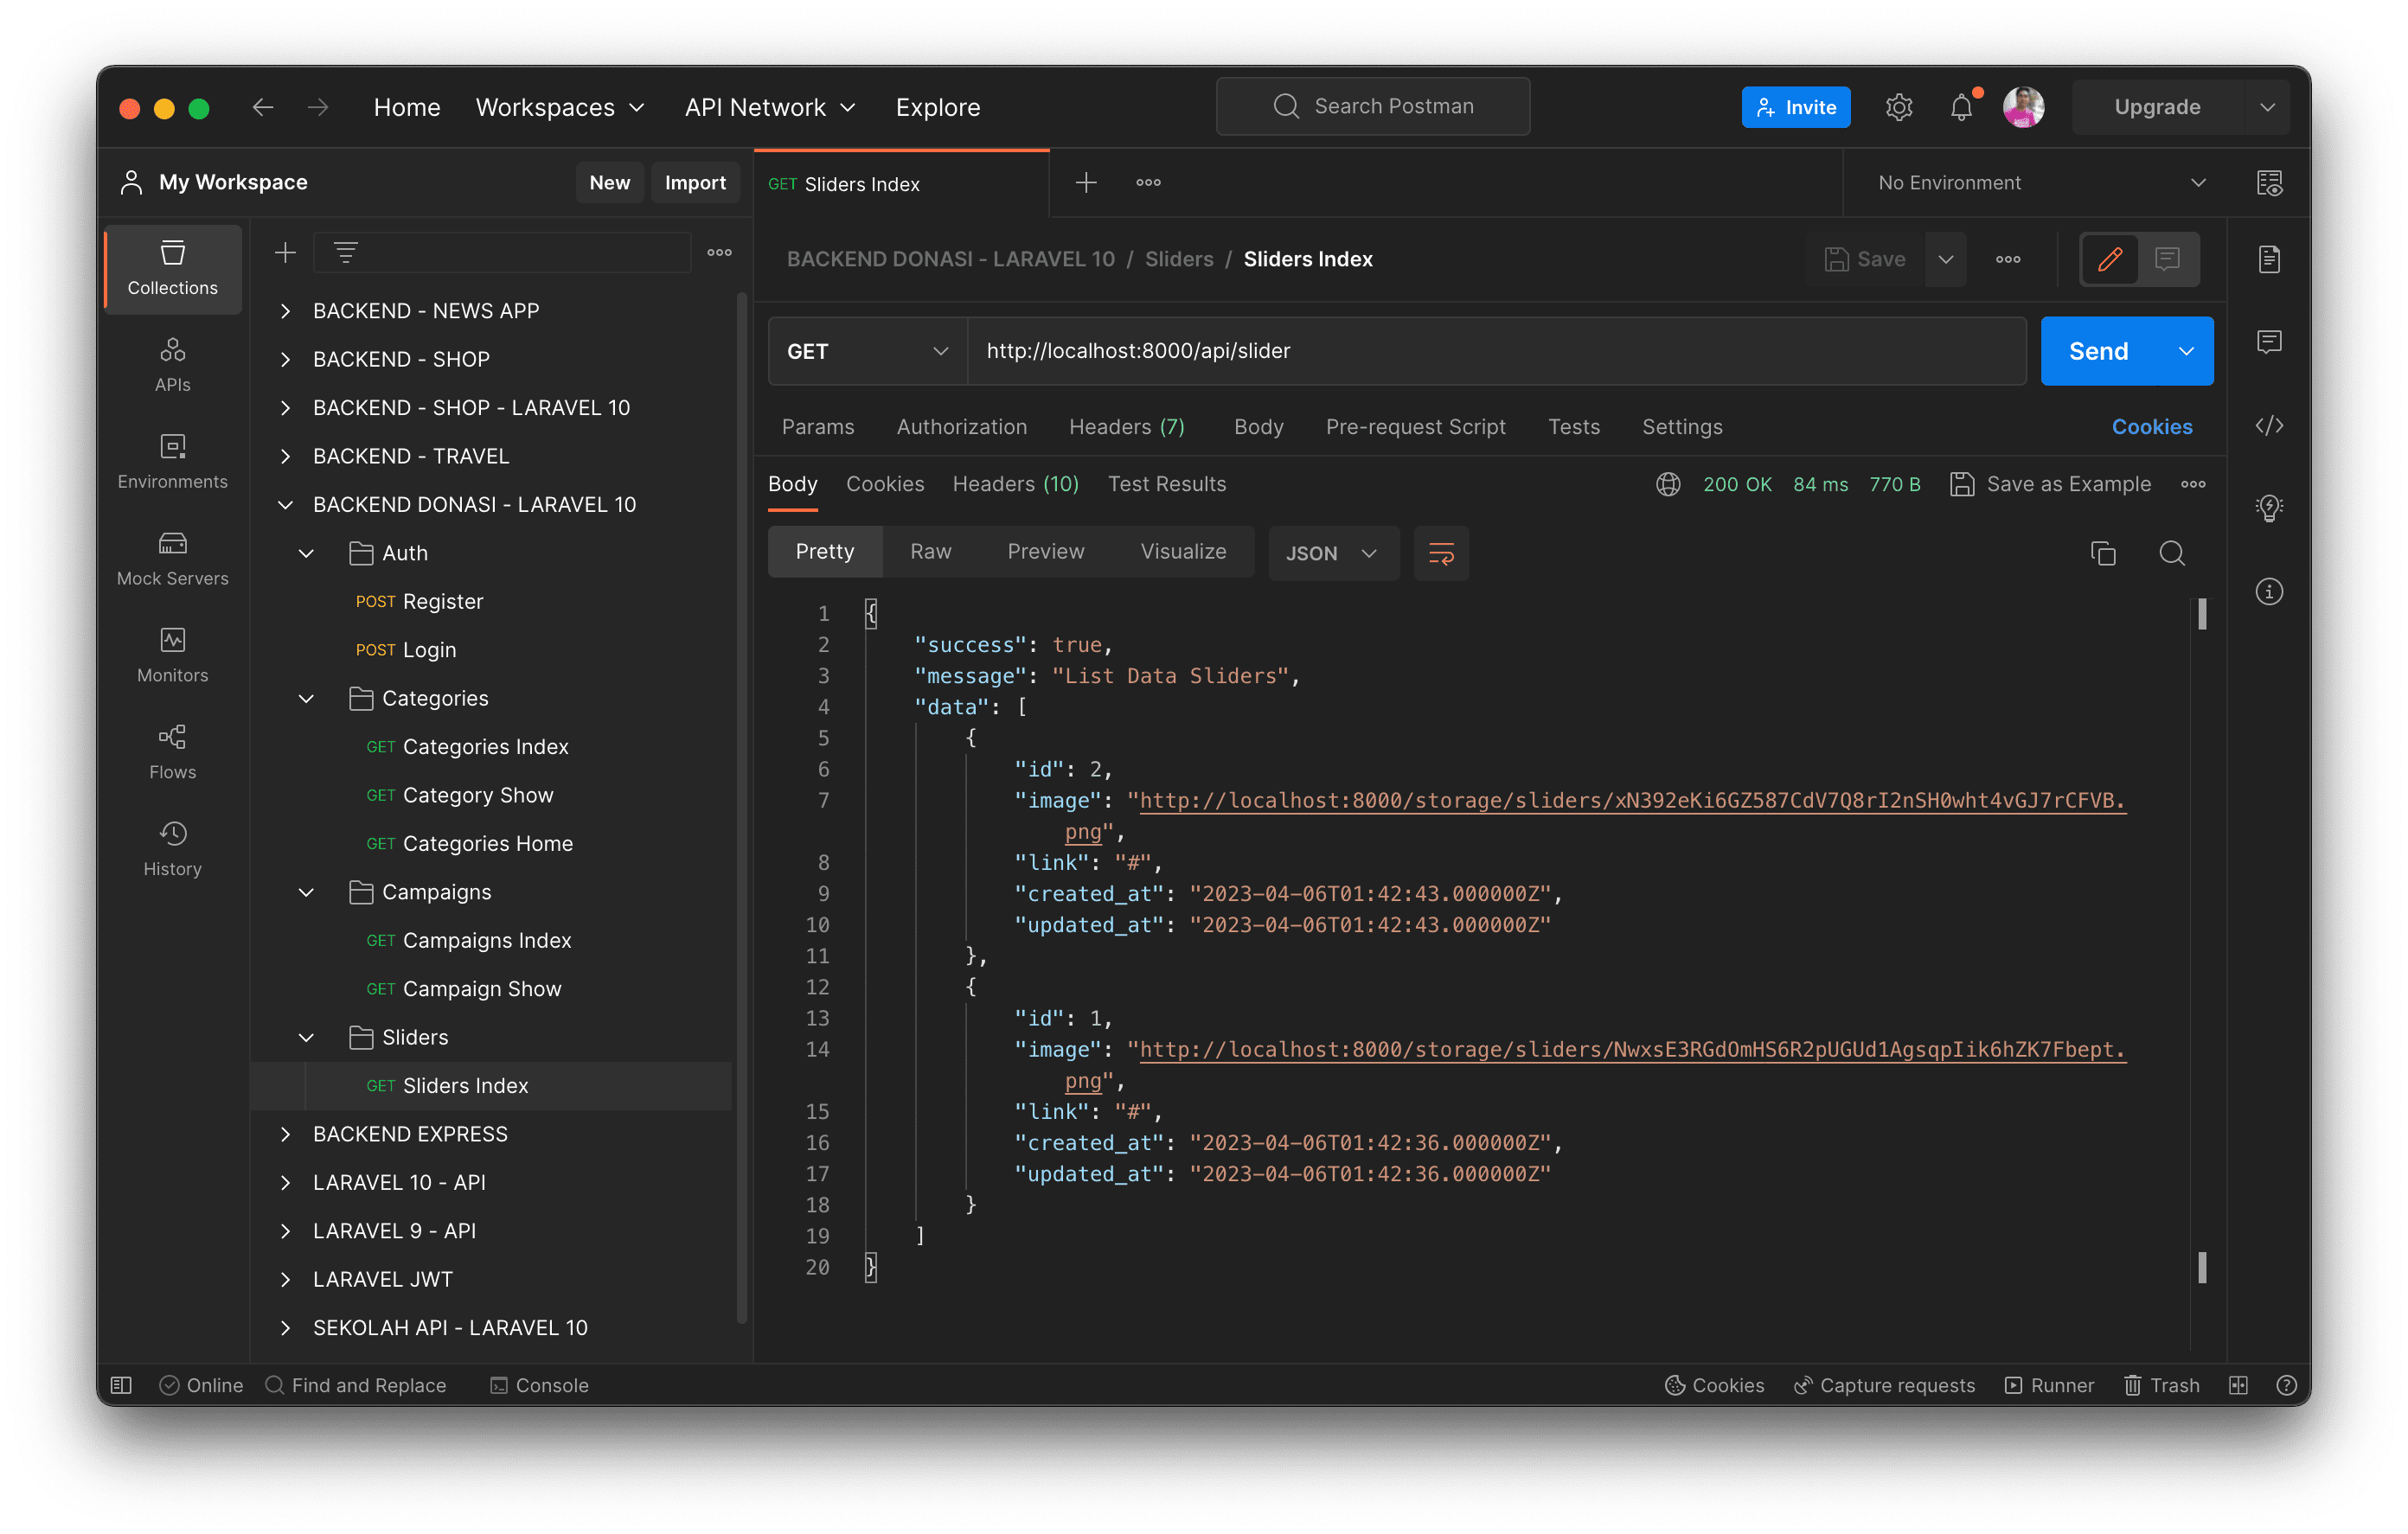 Home Workspaces API Network Explore Search Postman Invite Upgrade
My Workspace New Import
GET Sliders Index
No Environment
Collections
APIs
Environments
Mock Servers
Monitors
Flows
History
BACKEND - NEWS APP
BACKEND - SHOP
BACKEND - SHOP - LARAVEL 10
BACKEND - TRAVEL
BACKEND DONASI - LARAVEL 10
Auth
POST Register
POST Login
Categories
GET Categories Index
GET Category Show
GET Categories Home
Campaigns
GET Campaigns Index
GET Campaign Show
Sliders
GET Sliders Index
BACKEND EXPRESS
LARAVEL 10 - API
LARAVEL 9 - API
LARAVEL JWT
SEKOLAH API - LARAVEL 10
BACKEND DONASI - LARAVEL 10 / Sliders / Sliders Index Save
GET http://localhost:8000/api/slider Send
Params Authorization Headers (7) Body Pre-request Script Tests Settings Cookies
Body Cookies Headers (10) Test Results 200 OK 84 ms 770 B Save as Example
Pretty Raw Preview Visualize JSON
1 {
2 "success": true,
3 "message": "List Data Sliders",
4 "data": [
5 {
6 "id": 2,
7 "image": "http://localhost:8000/storage/sliders/xN392eKi6GZ587CdV7Q8rI2nSH0wht4vGJ7rCFVB.
png",
8 "link": "#",
9 "created_at": "2023-04-06T01:42:43.000000Z",
10 "updated_at": "2023-04-06T01:42:43.000000Z"
11 },
12 {
13 "id": 1,
14 "image": "http://localhost:8000/storage/sliders/NwxsE3RGdOmHS6R2pUGUd1AgsqpIik6hZK7Fbept.
png",
15 "link": "#",
16 "created_at": "2023-04-06T01:42:36.000000Z",
17 "updated_at": "2023-04-06T01:42:36.000000Z"
18 }
19 ]
20 }
Online Find and Replace Console Cookies Capture requests Runner Trash